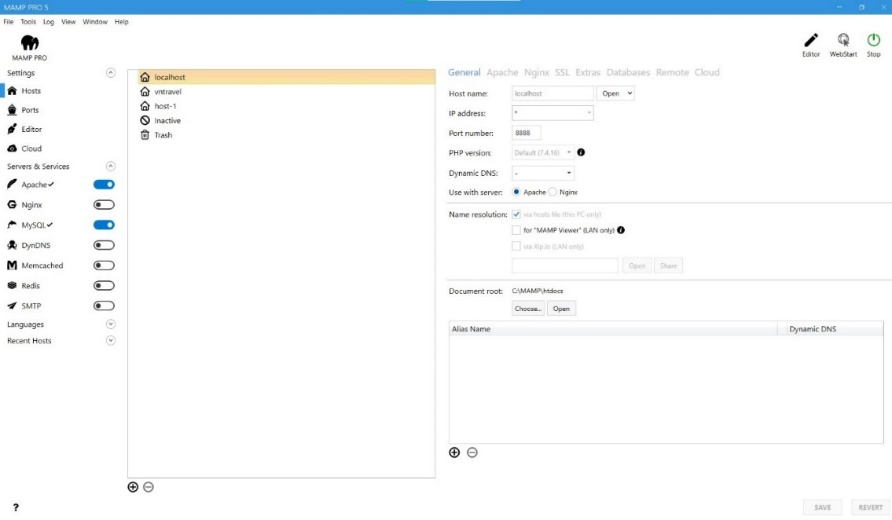 MAMP PRO 5
File Tools Log View Window Help
MAMP PRO
Editor WebStart Stop
Settings
Hosts
Ports
Editor
Cloud
Servers & Services
Apache
Nginx
MySQL
DynDNS
Memcached
Redis
SMTP
Languages
Recent Hosts
localhost
vntravel
host-1
Inactive
Trash
General Apache Nginx SSL Extras Databases Remote Cloud
Host name: localhost Open
IP address: *
Port number: 8888
PHP version: Default (7.4.16)
Dynamic DNS: -
Use with server: Apache Nginx
Name resolution: via hosts file (this PC only)
for "MAMP Viewer" (LAN only)
via Xip.io (LAN only)
Open Share
Document root: C:\MAMP\htdocs
Choose... Open
Alias Name Dynamic DNS
? SAVE REVERT